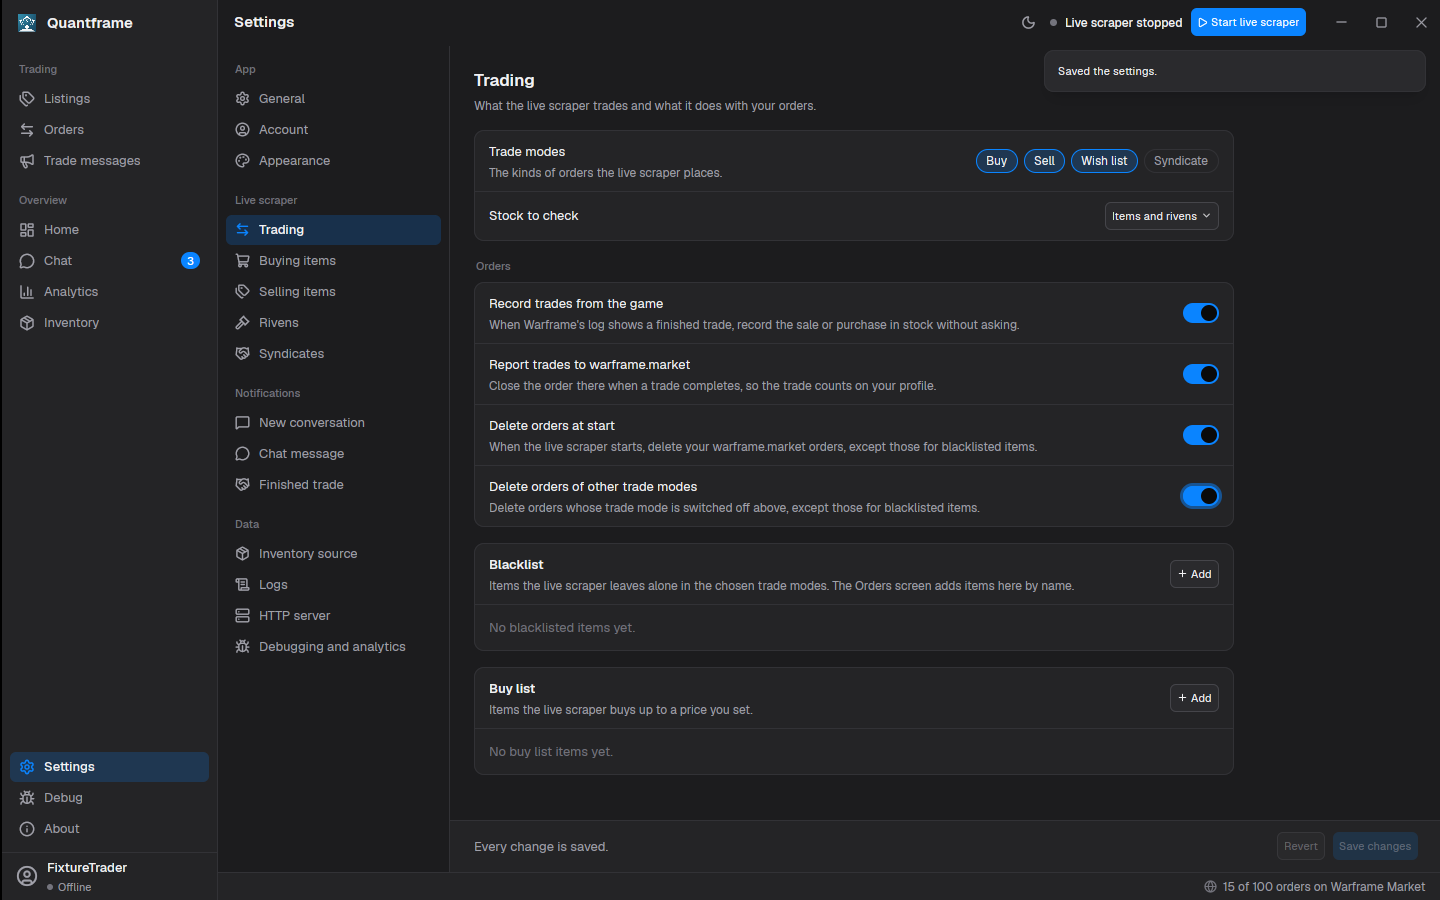 Quantframe
Settings
Live scraper stopped
Start live scraper
Saved the settings.
Trading
Listings
Orders
Trade messages
Overview
Home
Chat
3
Analytics
Inventory
Settings
Debug
About
FixtureTrader
Offline
App
General
Account
Appearance
Live scraper
Trading
Buying items
Selling items
Rivens
Syndicates
Notifications
New conversation
Chat message
Finished trade
Data
Inventory source
Logs
HTTP server
Debugging and analytics
Trading
What the live scraper trades and what it does with your orders.
Trade modes
The kinds of orders the live scraper places.
Buy
Sell
Wish list
Syndicate
Stock to check
Items and rivens
Orders
Record trades from the game
When Warframe's log shows a finished trade, record the sale or purchase in stock without asking.
Report trades to warframe.market
Close the order there when a trade completes, so the trade counts on your profile.
Delete orders at start
When the live scraper starts, delete your warframe.market orders, except those for blacklisted items.
Delete orders of other trade modes
Delete orders whose trade mode is switched off above, except those for blacklisted items.
Blacklist
Items the live scraper leaves alone in the chosen trade modes. The Orders screen adds items here by name.
+ Add
No blacklisted items yet.
Buy list
Items the live scraper buys up to a price you set.
+ Add
No buy list items yet.
Every change is saved.
Revert
Save changes
15 of 100 orders on Warframe Market